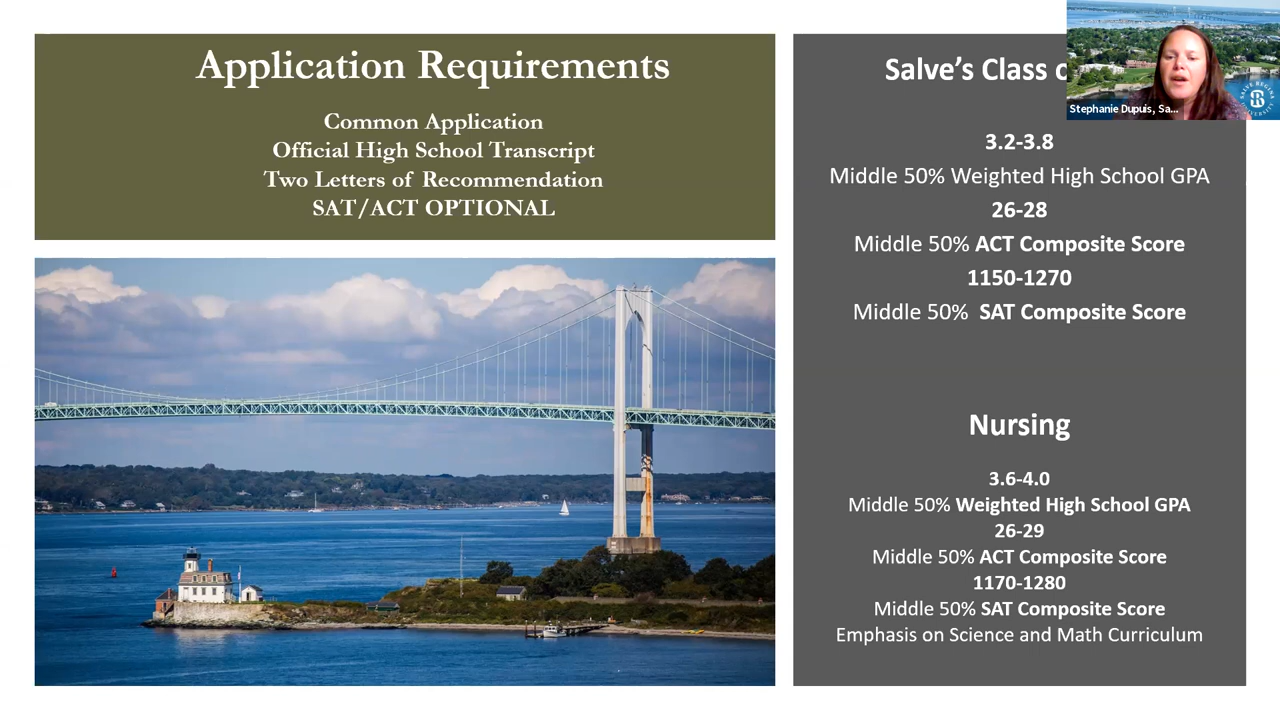 Application Requirements
Common Application
Official High School Transcript
Two Letters of Recommendation
SAT/ACT OPTIONAL
Salve's Class
Stephanie Dupuis, Sa...
3.2-3.8
Middle 50% Weighted High School GPA
26-28
Middle 50% ACT Composite Score
1150-1270
Middle 50% SAT Composite Score
Nursing
3.6-4.0
Middle 50% Weighted High School GPA
26-29
Middle 50% ACT Composite Score
1170-1280
Middle 50% SAT Composite Score
Emphasis on Science and Math Curriculum